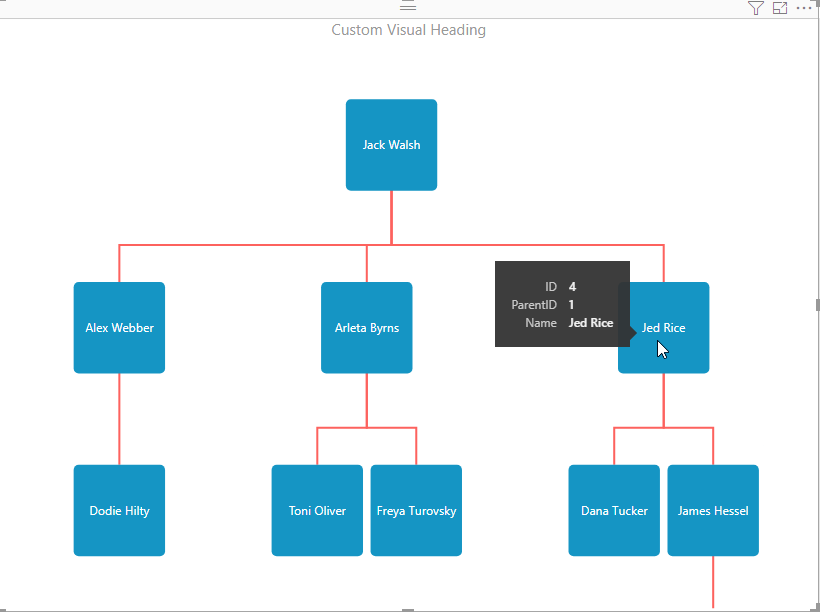 Custom Visual Heading
Jack Walsh
ID 4
ParentID 1
Name Jed Rice
Alex Webber
Arleta Byrns
Jed Rice
Dodie Hilty
Toni Oliver
Freya Turovsky
Dana Tucker
James Hessel